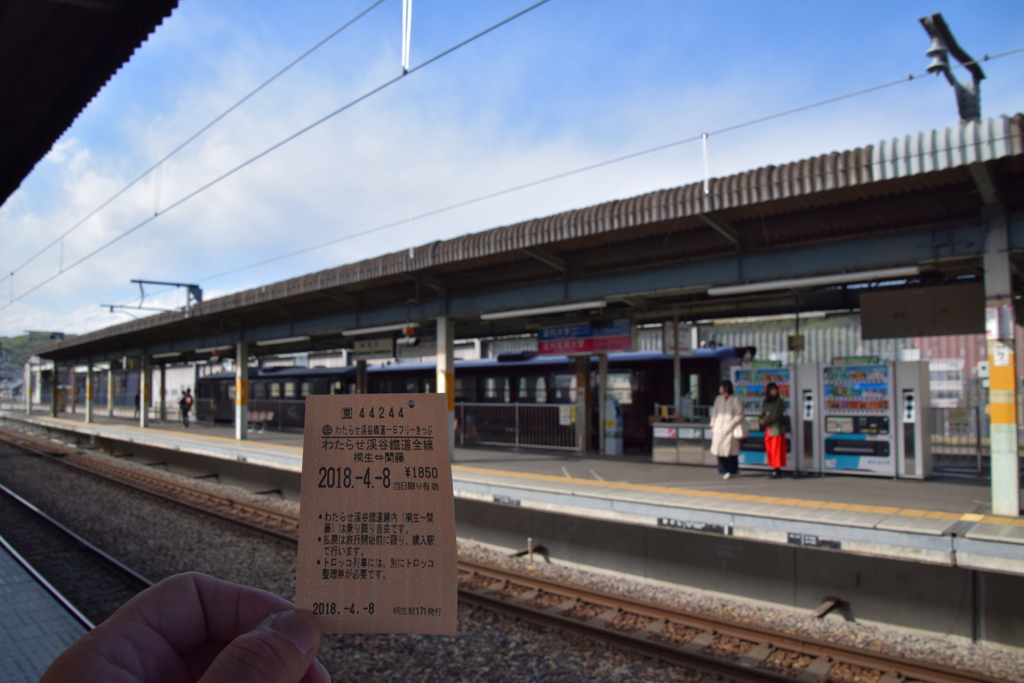 44244
わたらせ渓谷鐵道一日フリーきっぷ
わたらせ渓谷鐵道全線
桐生⇔間藤
2018.-4.-8 ¥1850
当日限り有効
●わたらせ渓谷鐵道線内(桐生〜間
藤)は乗り降り自由です。
●払戻は旅行開始前に限り、購入駅
で行います。
●トロッコ列車には、別にトロッコ
整理券が必要です。
2018.-4.-8 桐生駅171発行